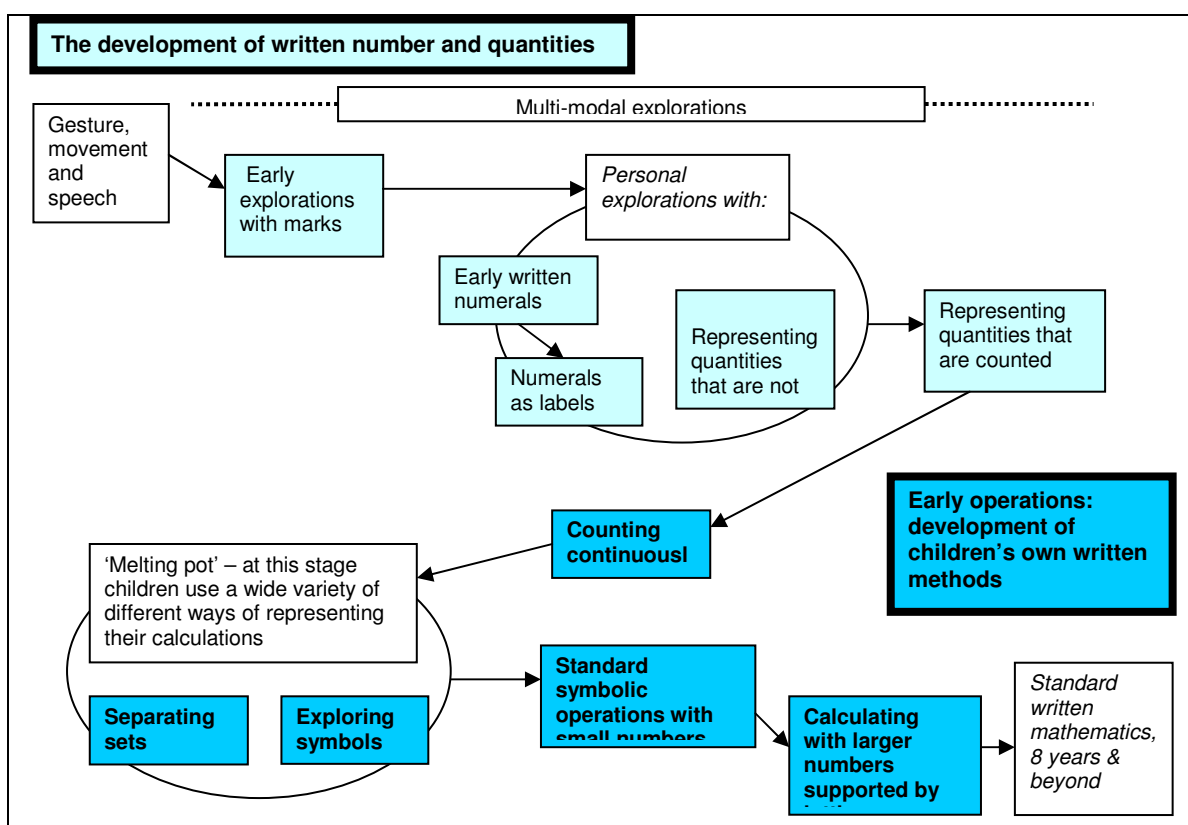 The development of written number and quantities
Multi-modal explorations
Gesture,
movement
and
speech
Early
explorations
with marks
Personal
explorations with:
Early written
numerals
Numerals
as labels
Representing
quantities
that are not
Representing
quantities that
are counted
Early operations:
development of
children’s own written
methods
Counting
continuousl
‘Melting pot’ – at this stage
children use a wide variety of
different ways of representing
their calculations
Separating
sets
Exploring
symbols
Standard
symbolic
operations with
small numbers
Calculating
with larger
numbers
supported by
Standard
written
mathematics,
8 years &
beyond